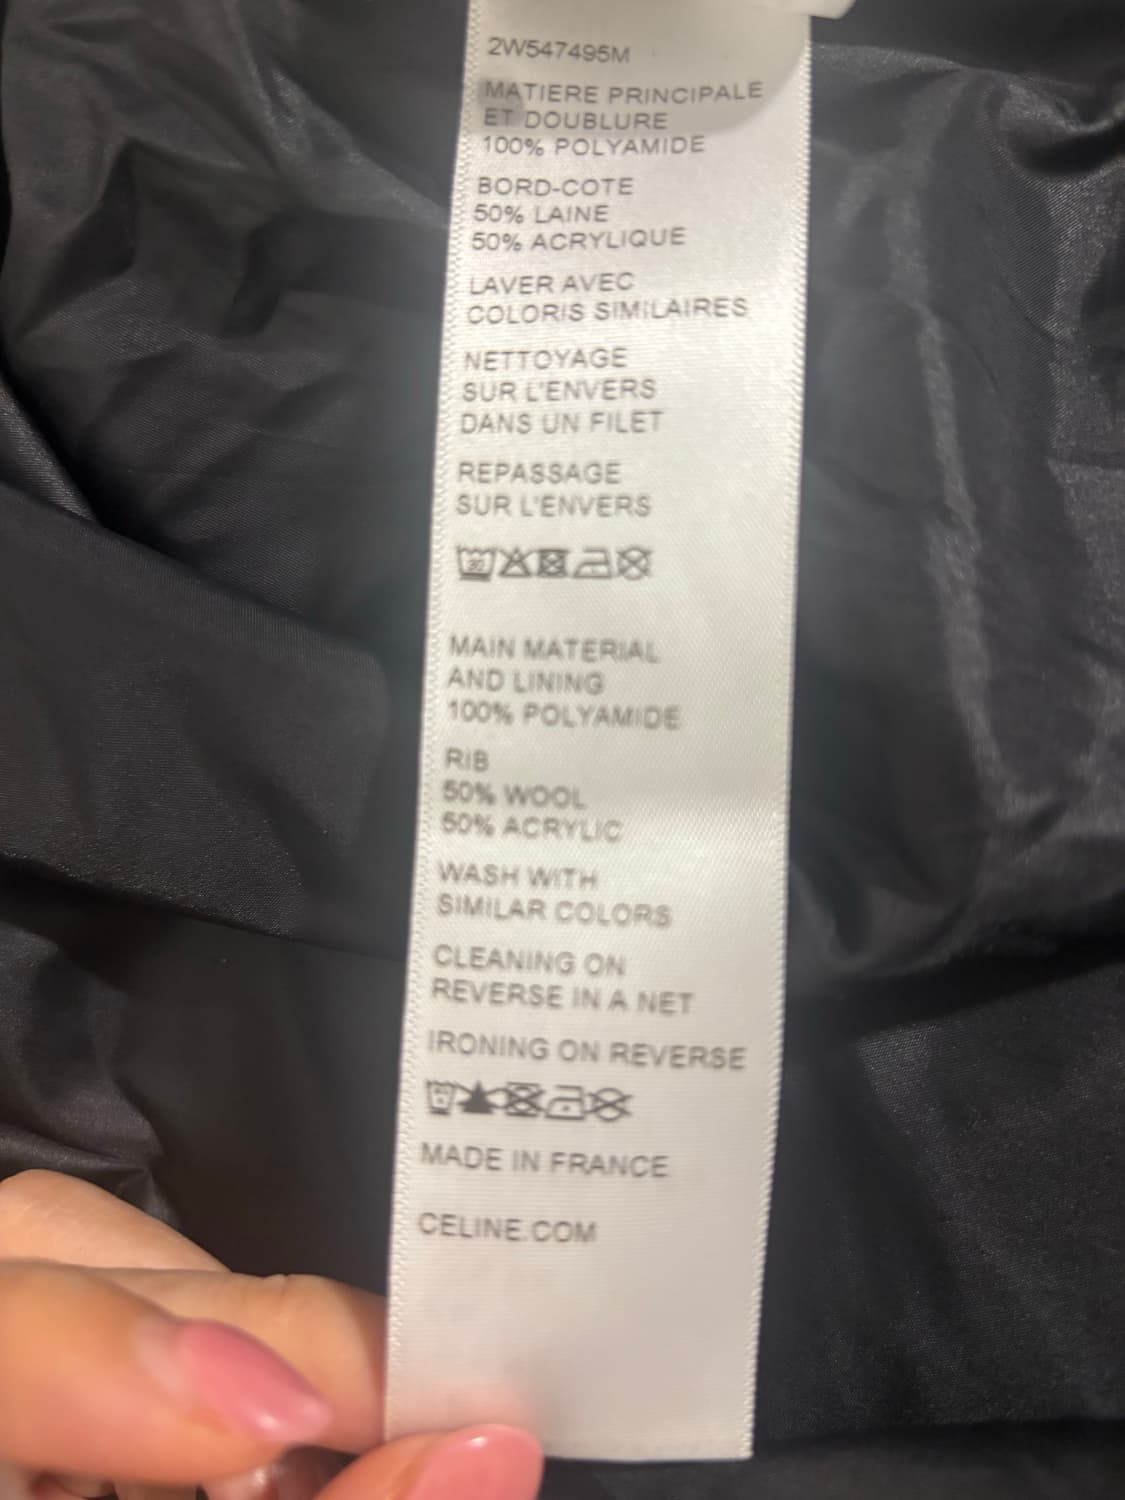 2W547495M
MATIERE PRINCIPALE
ET DOUBLURE
100% POLYAMIDE
BORD-COTE
50% LAINE
50% ACRYLIQUE
LAVER AVEC
COLORIS SIMILAIRES
NETTOYAGE
SUR L'ENVERS
DANS UN FILET
REPASSAGE
SUR L'ENVERS
30
MAIN MATERIAL
AND LINING
100% POLYAMIDE
RIB
50% WOOL
50% ACRYLIC
WASH WITH
SIMILAR COLORS
CLEANING ON
REVERSE IN A NET
IRONING ON REVERSE
MADE IN FRANCE
CELINE.COM